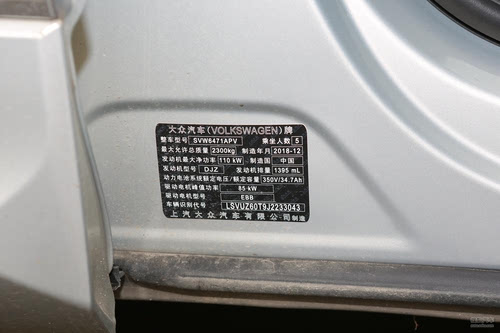 大众汽车(VOLKSWAGEN)牌
整车型号 SVW6471APV 乘坐人数 5
最大允许总质量 2300kg 制造年月 2018-12
发动机最大净功率 110 kW 制造国 中国
发动机型号 DJZ 发动机排量 1395 mL
动力电池系统额定电压/额定容量 350V/34.7Ah
驱动电机峰值功率 85 kW
驱动电机型号 EBB
车辆识别代号 LSVUZ60T9J2233043
上汽大众汽车有限公司制造